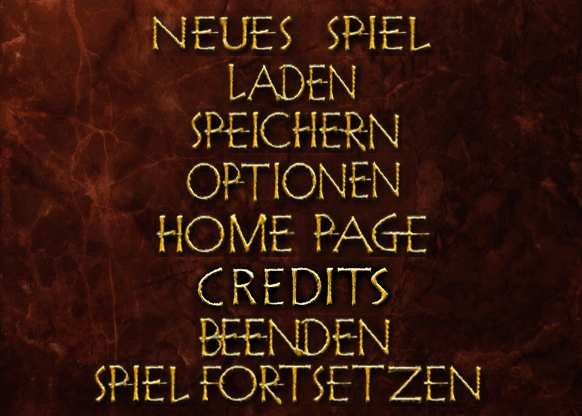 NEUES SPIEL
LADEN
SPEICHERN
OPTIONEN
HOME PAGE
CREDITS
BEENDEN
SPIEL FORTSETZEN